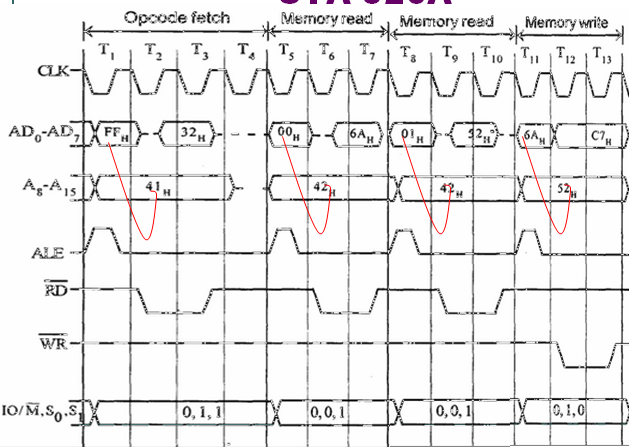 STA 526A
Opcode fetch Memory read Memory read Memory write
T1 T2 T3 T4 T5 T6 T7 T8 T9 T10 T11 T12 T13
CLK
AD0-AD7 FFH 32H 00H 6AH 01H 52H 6AH C7H
A8-A15 41H 42H 42H 52H
ALE
RD
WR
IO/M, S0, S1 0, 1, 1 0, 0, 1 0, 0, 1 0, 1, 0